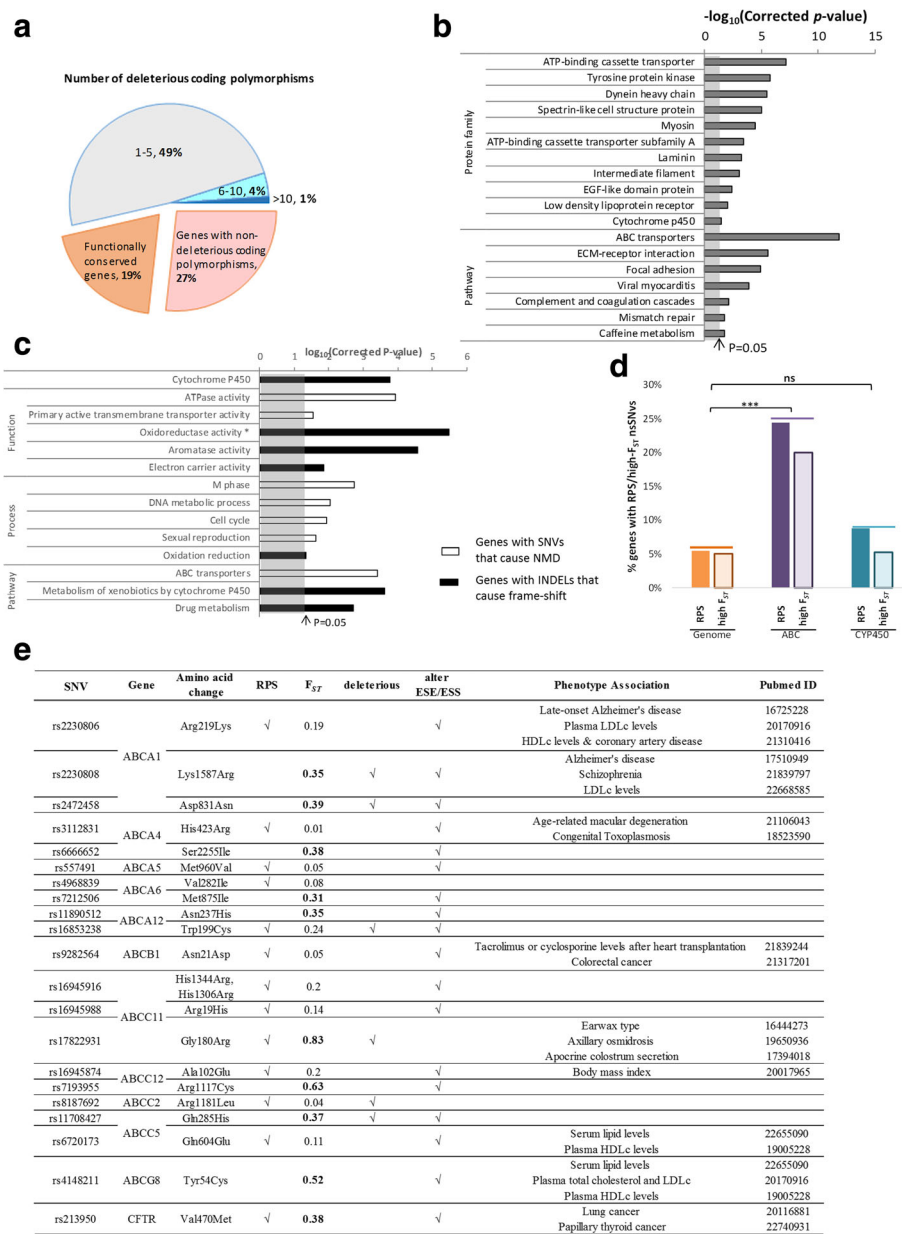 a
Number of deleterious coding polymorphisms
1-5, 49%
6-10, 4%
>10, 1%
Functionally
conserved
genes, 19%
Genes with non-
deleterious coding
polymorphisms,
27%
b
-log10(Corrected p-value)
0 5 10 15
Protein family
ATP-binding cassette transporter
Tyrosine protein kinase
Dynein heavy chain
Spectrin-like cell structure protein
Myosin
ATP-binding cassette transporter subfamily A
Laminin
Intermediate filament
EGF-like domain protein
Low density lipoprotein receptor
Cytochrome p450
Pathway
ABC transporters
ECM-receptor interaction
Focal adhesion
Viral myocarditis
Complement and coagulation cascades
Mismatch repair
Caffeine metabolism
P=0.05
c
log10(Corrected P-value)
0 1 2 3 4 5 6
Function
Cytochrome P450
ATPase activity
Primary active transmembrane transporter activity
Oxidoreductase activity *
Aromatase activity
Electron carrier activity
Process
M phase
DNA metabolic process
Cell cycle
Sexual reproduction
Oxidation reduction
Pathway
ABC transporters
Metabolism of xenobiotics by cytochrome P450
Drug metabolism
P=0.05
Genes with SNVs
that cause NMD
Genes with INDELs that
cause frame-shift
d
% genes with RPS/high-FST nsSNVs
30%
25%
20%
15%
10%
5%
0%
ns
***
RPS
high FST
RPS
high FST
RPS
high FST
Genome ABC CYP450
e
SNV Gene Amino acid change RPS FST deleterious alter ESE/ESS Phenotype Association Pubmed ID
rs2230806 ABCA1 Arg219Lys √ 0.19 √ Late-onset Alzheimer's disease 16725228
Plasma LDLc levels 20170916
HDLc levels & coronary artery disease 21310416
rs2230808 Lys1587Arg 0.35 √ √ Alzheimer's disease 17510949
Schizophrenia 21839797
LDLc levels 22668585
rs2472458 Asp831Asn 0.39 √ √
rs3112831 ABCA4 His423Arg √ 0.01 √ Age-related macular degeneration 21106043
Congenital Toxoplasmosis 18523590
rs6666652 Ser2255Ile 0.38 √
rs557491 ABCA5 Met960Val √ 0.05 √
rs4968839 ABCA6 Val282Ile √ 0.08
rs7212506 Met875Ile 0.31 √
rs11890512 ABCA12 Asn237His 0.35 √
rs16853238 Trp199Cys √ 0.24 √ √
rs9282564 ABCB1 Asn21Asp √ 0.05 √ Tacrolimus or cyclosporine levels after heart transplantation 21839244
Colorectal cancer 21317201
rs16945916 ABCC11 His1344Arg, His1306Arg √ 0.2 √
rs16945988 Arg19His √ 0.14 √
rs17822931 Gly180Arg √ 0.83 √ Earwax type 16444273
Axillary osmidrosis 19650936
Apocrine colostrum secretion 17394018
rs16945874 ABCC12 Ala102Glu √ 0.2 √ Body mass index 20017965
rs7193955 Arg1117Cys 0.63 √
rs8187692 ABCC2 Arg1181Leu √ 0.04 √
rs11708427 ABCC5 Gln285His 0.37 √ √
rs6720173 Gln604Glu √ 0.11 √ Serum lipid levels 22655090
Plasma HDLc levels 19005228
rs4148211 ABCG8 Tyr54Cys 0.52 √ Serum lipid levels 22655090
Plasma total cholesterol and LDLc 20170916
Plasma HDLc levels 19005228
rs213950 CFTR Val470Met √ 0.38 √ Lung cancer 20116881
Papillary thyroid cancer 22740931